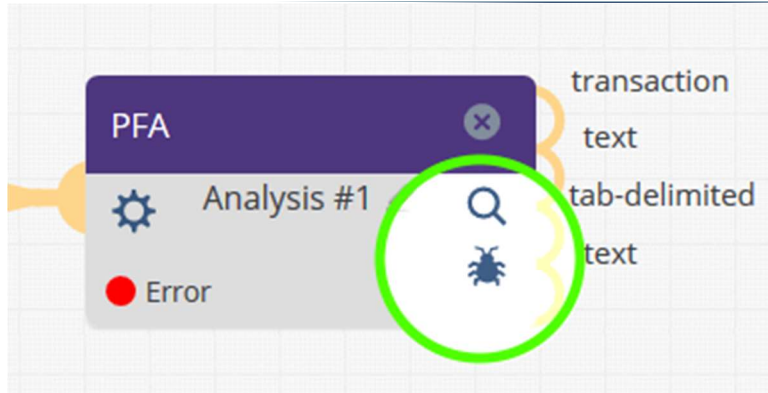 transaction
PFA
text
Analysis #1
tab-delimited
text
Error